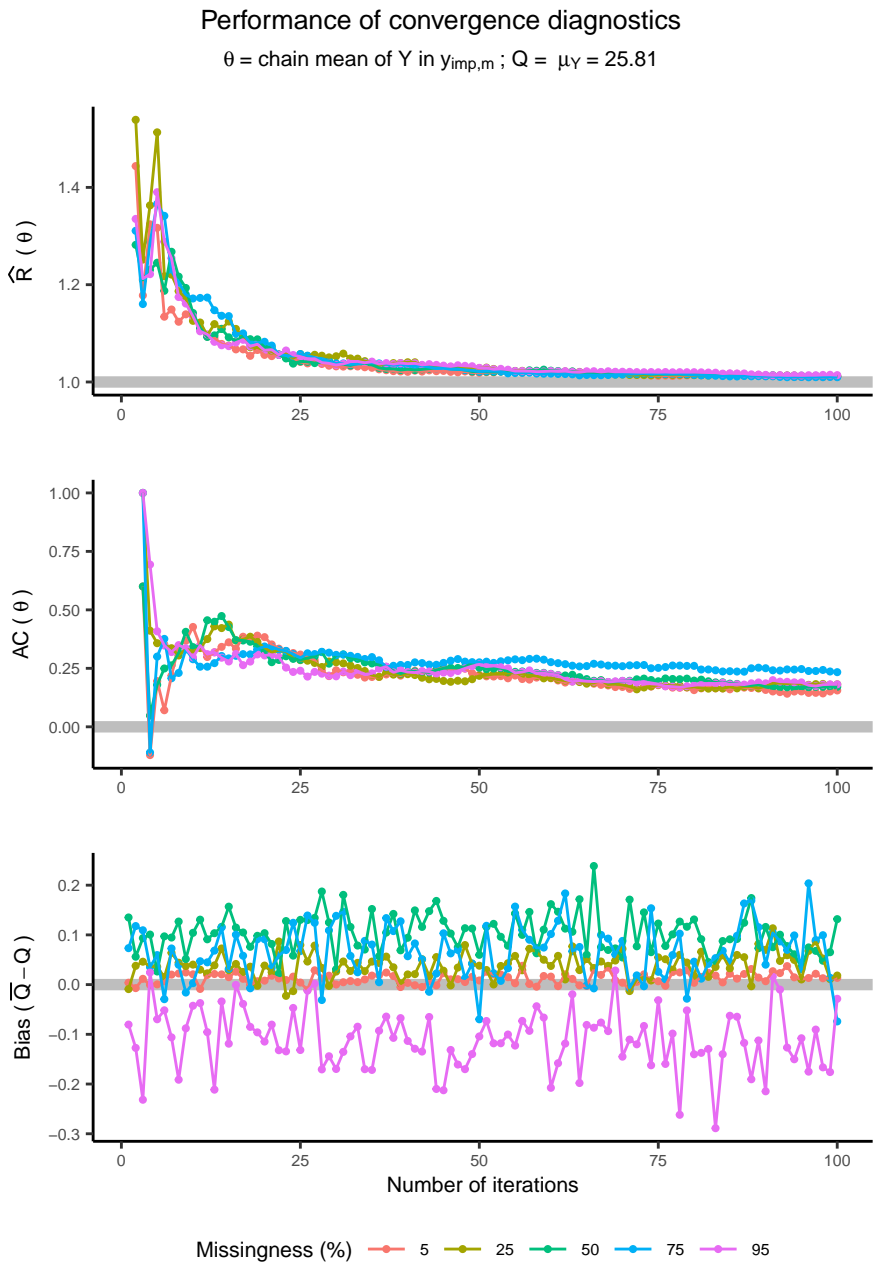 Performance of convergence diagnostics
θ = chain mean of Y in y_imp,m ; Q = μ_Y = 25.81
R̂ ( θ )
1.4
1.2
1.0
0 25 50 75 100
AC ( θ )
1.00
0.75
0.50
0.25
0.00
0 25 50 75 100
Bias ( Q̅ − Q )
0.2
0.1
0.0
−0.1
−0.2
−0.3
0 25 50 75 100
Number of iterations
Missingness (%) 5 25 50 75 95